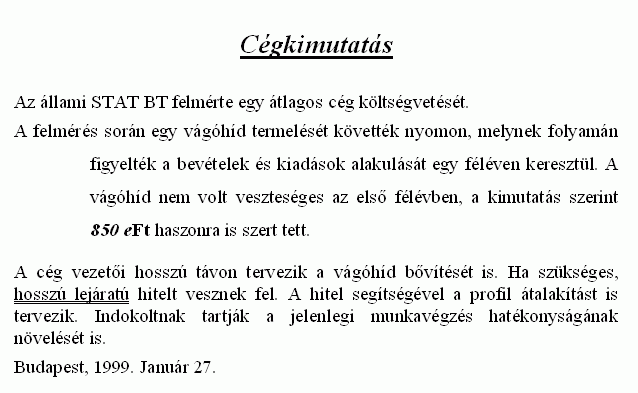 Cégkimutatás
Az állami STAT BT felmérte egy átlagos cég költségvetését.
A felmérés során egy vágóhíd termelését követték nyomon, melynek folyamán
figyelték a bevételek és kiadások alakulását egy féléven keresztül. A
vágóhíd nem volt veszteséges az első félévben, a kimutatás szerint
850 eFt haszonra is szert tett.
A cég vezetői hosszú távon tervezik a vágóhíd bővítését is. Ha szükséges,
hosszú lejáratú hitelt vesznek fel. A hitel segítségével a profil átalakítást is
tervezik. Indokoltnak tartják a jelenlegi munkavégzés hatékonyságának
növelését is.
Budapest, 1999. Január 27.